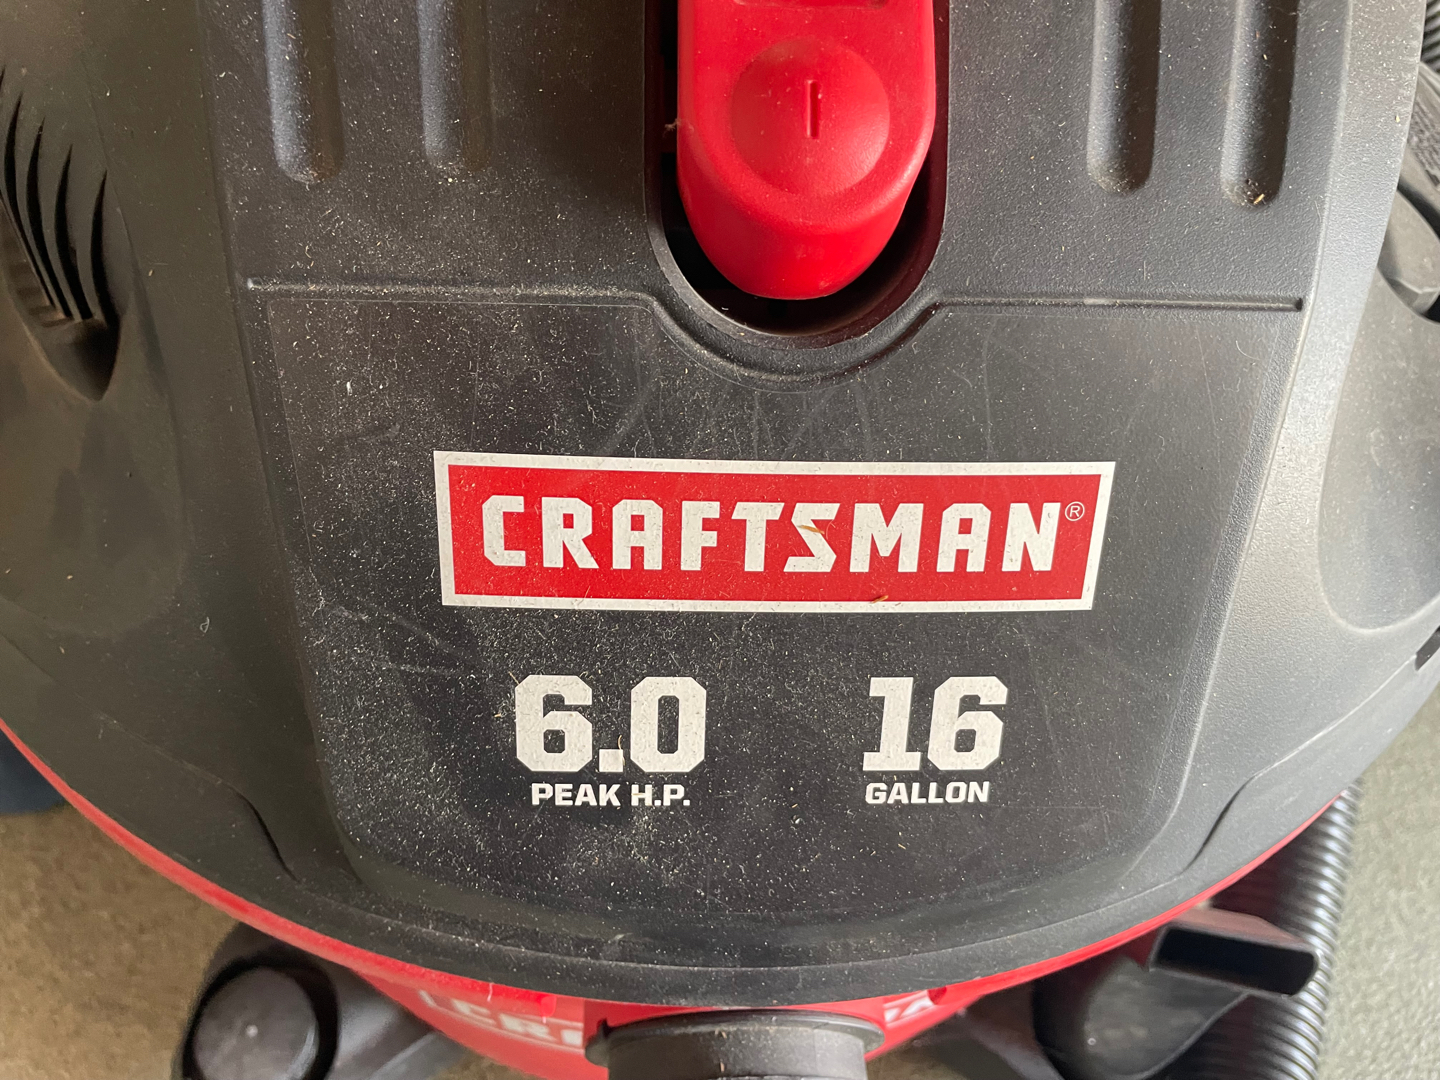 CRAFTSMAN®
6.0 16
PEAK H.P. GALLON